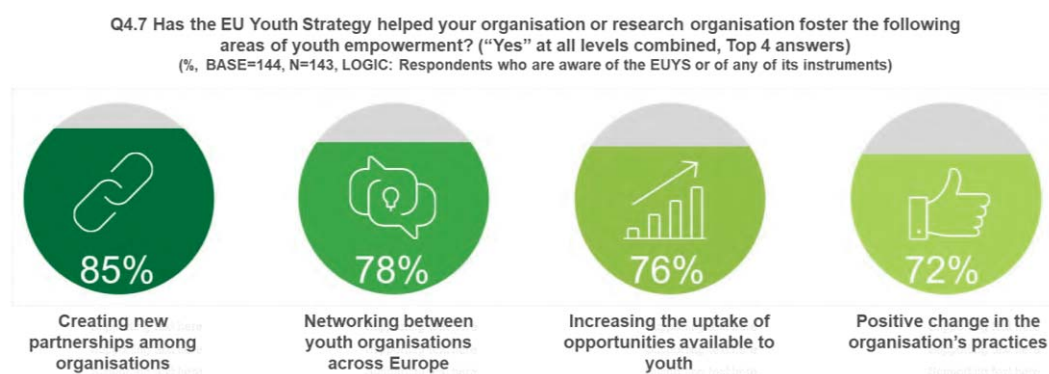 Q4.7 Has the EU Youth Strategy helped your organisation or research organisation foster the following
areas of youth empowerment? (“Yes” at all levels combined, Top 4 answers)
(%, BASE=144, N=143, LOGIC: Respondents who are aware of the EUYS or of any of its instruments)
85%
78%
76%
72%
Creating new
partnerships among
organisations
Networking between
youth organisations
across Europe
Increasing the uptake of
opportunities available to
youth
Positive change in the
organisation’s practices